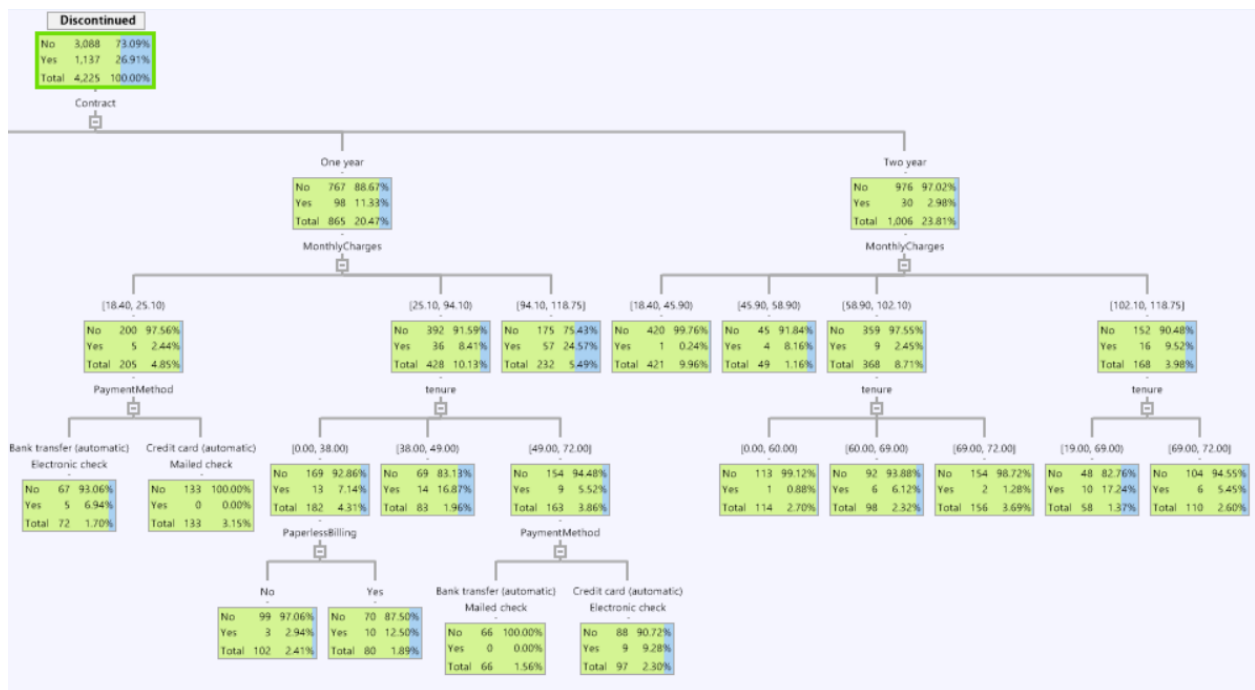 Discontinued
No 3,088 73.09%
Yes 1,137 26.91%
Total 4,225 100.00%
Contract
One year
No 767 88.67%
Yes 98 11.33%
Total 865 20.47%
MonthlyCharges
Two year
No 976 97.02%
Yes 30 2.98%
Total 1,006 23.81%
MonthlyCharges
[18.40, 25.10)
No 200 97.56%
Yes 5 2.44%
Total 205 4.85%
PaymentMethod
[25.10, 94.10)
No 392 91.59%
Yes 36 8.41%
Total 428 10.13%
tenure
[94.10, 118.75]
No 175 75.43%
Yes 57 24.57%
Total 232 5.49%
[18.40, 45.90)
No 420 99.76%
Yes 1 0.24%
Total 421 9.96%
[45.90, 58.90)
No 45 91.84%
Yes 4 8.16%
Total 49 1.16%
[58.90, 102.10)
No 359 97.55%
Yes 9 2.45%
Total 368 8.71%
tenure
[102.10, 118.75]
No 152 90.48%
Yes 16 9.52%
Total 168 3.98%
tenure
Bank transfer (automatic)
Electronic check
No 67 93.06%
Yes 5 6.94%
Total 72 1.70%
Credit card (automatic)
Mailed check
No 133 100.00%
Yes 0 0.00%
Total 133 3.15%
[0.00, 38.00)
No 169 92.86%
Yes 13 7.14%
Total 182 4.31%
PaperlessBilling
[38.00, 49.00)
No 69 83.13%
Yes 14 16.87%
Total 83 1.96%
[49.00, 72.00]
No 154 94.48%
Yes 9 5.52%
Total 163 3.86%
PaymentMethod
[0.00, 60.00)
No 113 99.12%
Yes 1 0.88%
Total 114 2.70%
[60.00, 69.00)
No 92 93.88%
Yes 6 6.12%
Total 98 2.32%
[69.00, 72.00]
No 154 98.72%
Yes 2 1.28%
Total 156 3.69%
[19.00, 69.00)
No 48 82.76%
Yes 10 17.24%
Total 58 1.37%
[69.00, 72.00]
No 104 94.55%
Yes 6 5.45%
Total 110 2.60%
No
No 99 97.06%
Yes 3 2.94%
Total 102 2.41%
Yes
No 70 87.50%
Yes 10 12.50%
Total 80 1.89%
Bank transfer (automatic)
Mailed check
No 66 100.00%
Yes 0 0.00%
Total 66 1.56%
Credit card (automatic)
Electronic check
No 88 90.72%
Yes 9 9.28%
Total 97 2.30%